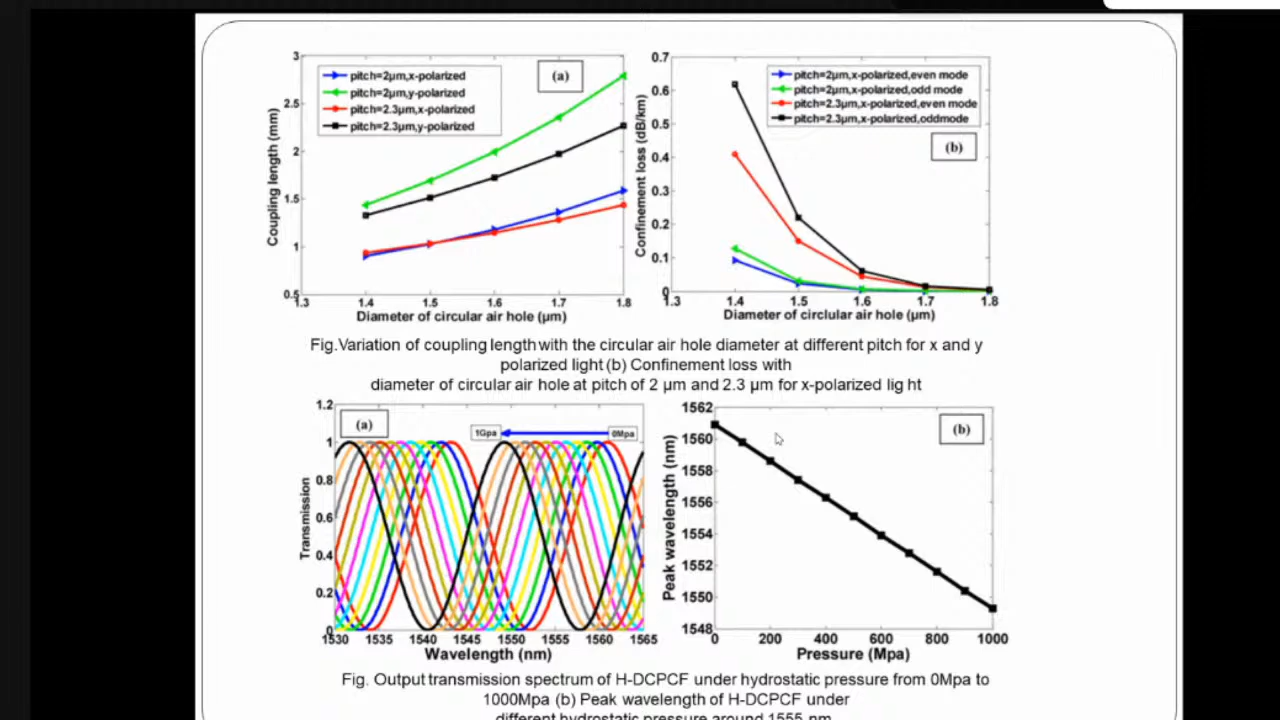 3
2.5
2
1.5
1
0.5
Coupling length (mm)
pitch=2μm,x-polarized
pitch=2μm,y-polarized
pitch=2.3μm,x-polarized
pitch=2.3μm,y-polarized
(a)
1.3 1.4 1.5 1.6 1.7 1.8
Diameter of circular air hole (μm)
0.7
0.6
0.5
0.4
0.3
0.2
0.1
0
Confinement loss (dB/km)
pitch=2μm,x-polarized,even mode
pitch=2μm,x-polarized,odd mode
pitch=2.3μm,x-polarized,even mode
pitch=2.3μm,x-polarized,oddmode
(b)
1.3 1.4 1.5 1.6 1.7 1.8
Diameter of circlular air hole (μm)
Fig.Variation of coupling length with the circular air hole diameter at different pitch for x and y
polarized light (b) Confinement loss with
diameter of circular air hole at pitch of 2 μm and 2.3 μm for x-polarized lig ht
1.2
1
0.8
0.6
0.4
0.2
0
Transmission
(a)
1Gpa
0Mpa
1530 1535 1540 1545 1550 1555 1560 1565
Wavelength (nm)
1562
1560
1558
1556
1554
1552
1550
1548
Peak wavelength (nm)
(b)
0 200 400 600 800 1000
Pressure (Mpa)
Fig. Output transmission spectrum of H-DCPCF under hydrostatic pressure from 0Mpa to
1000Mpa (b) Peak wavelength of H-DCPCF under
different hydrostatic pressure around 1555 nm